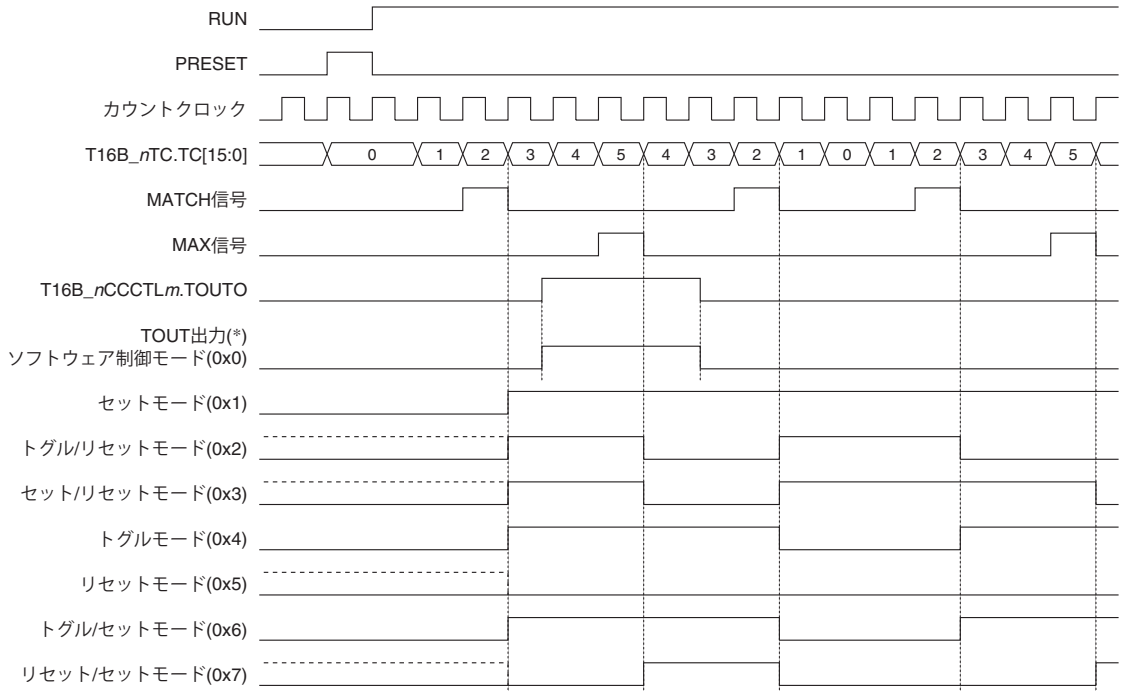 RUN
PRESET
カウントクロック
T16B_nTC.TC[15:0] 0 1 2 3 4 5 4 3 2 1 0 1 2 3 4 5
MATCH信号
MAX信号
T16B_nCCCTLm.TOUTO
TOUT出力(*)
ソフトウェア制御モード(0x0)
セットモード(0x1)
トグル/リセットモード(0x2)
セット/リセットモード(0x3)
トグルモード(0x4)
リセットモード(0x5)
トグル/セットモード(0x6)
リセット/セットモード(0x7)